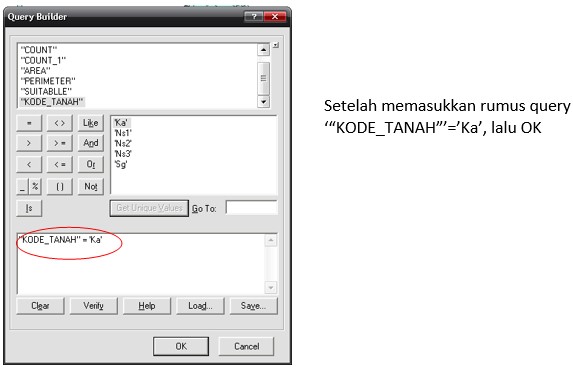 Query Builder
"COUNT"
"COUNT_1"
"AREA"
"PERIMETER"
"SUITABLLE"
"KODE_TANAH"
= <> Like
> >= And
< <= Or
_ % () Not
Is
'Ka'
'Ns1'
'Ns2'
'Ns3'
'Sg'
Get Unique Values Go To:
"KODE_TANAH" = 'Ka'
Clear Verify Help Load... Save...
OK Cancel
Setelah memasukkan rumus query
‘“KODE_TANAH”’=’Ka’, lalu OK